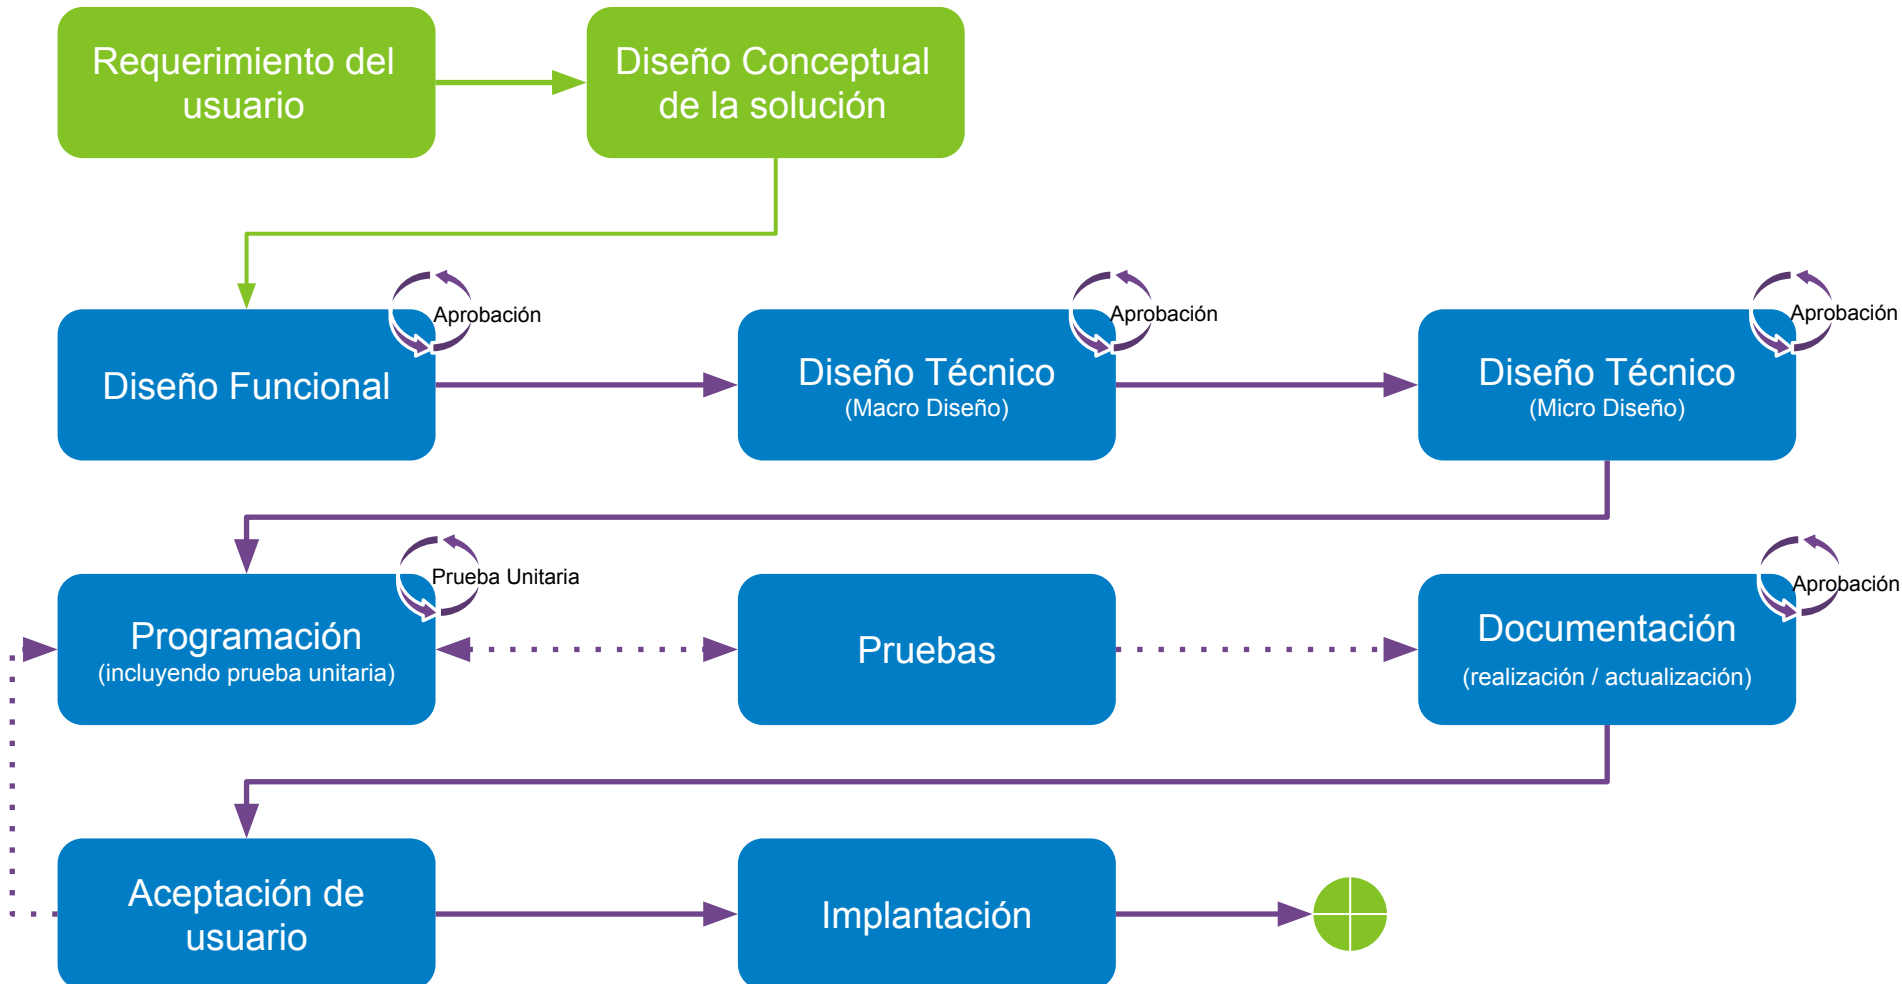 Requerimiento del
usuario
Diseño Conceptual
de la solución
Aprobación
Diseño Funcional
Aprobación
Diseño Técnico
(Macro Diseño)
Aprobación
Diseño Técnico
(Micro Diseño)
Prueba Unitaria
Programación
(incluyendo prueba unitaria)
Pruebas
Aprobación
Documentación
(realización / actualización)
Aceptación de
usuario
Implantación